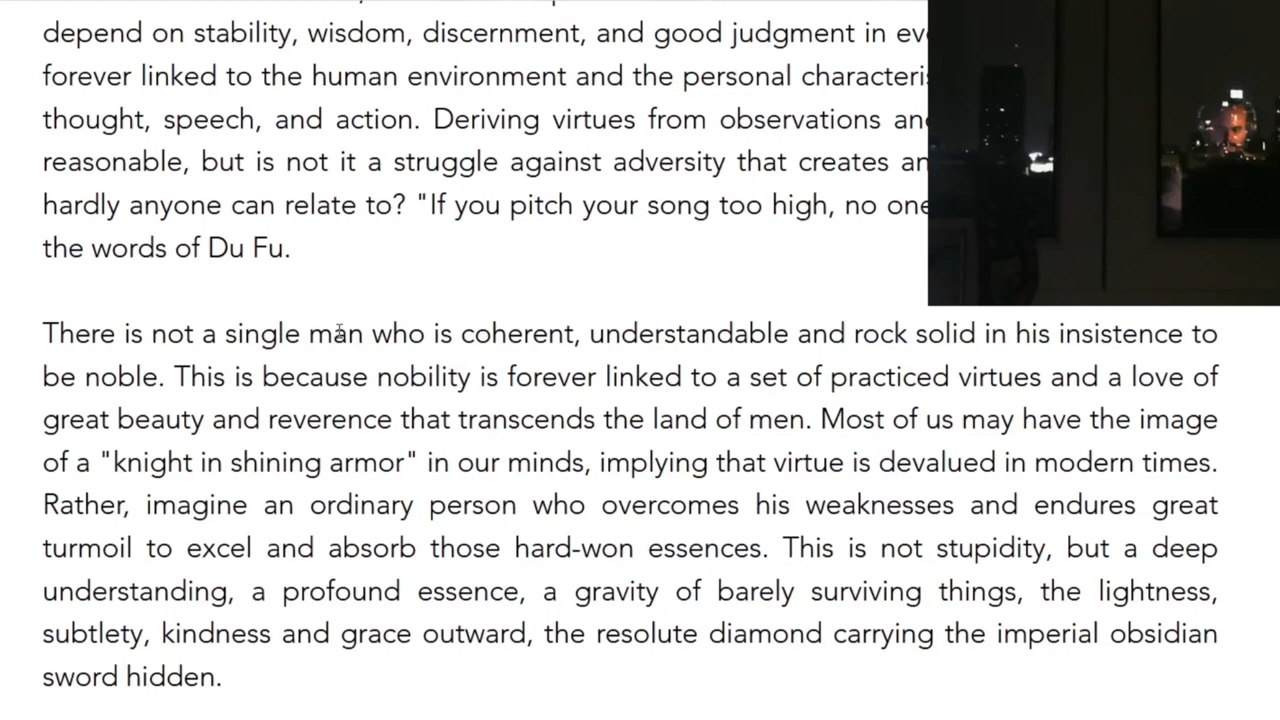 depend on stability, wisdom, discernment, and good judgment in
forever linked to the human environment and the personal
thought, speech, and action. Deriving virtues from observations
reasonable, but is not it a struggle against adversity that creates
hardly anyone can relate to? "If you pitch your song too high, no one
the words of Du Fu.
There is not a single man who is coherent, understandable and rock solid in his insistence to
be noble. This is because nobility is forever linked to a set of practiced virtues and a love of
great beauty and reverence that transcends the land of men. Most of us may have the image
of a "knight in shining armor" in our minds, implying that virtue is devalued in modern times.
Rather, imagine an ordinary person who overcomes his weaknesses and endures great
turmoil to excel and absorb those hard-won essences. This is not stupidity, but a deep
understanding, a profound essence, a gravity of barely surviving things, the lightness,
subtlety, kindness and grace outward, the resolute diamond carrying the imperial obsidian
sword hidden.